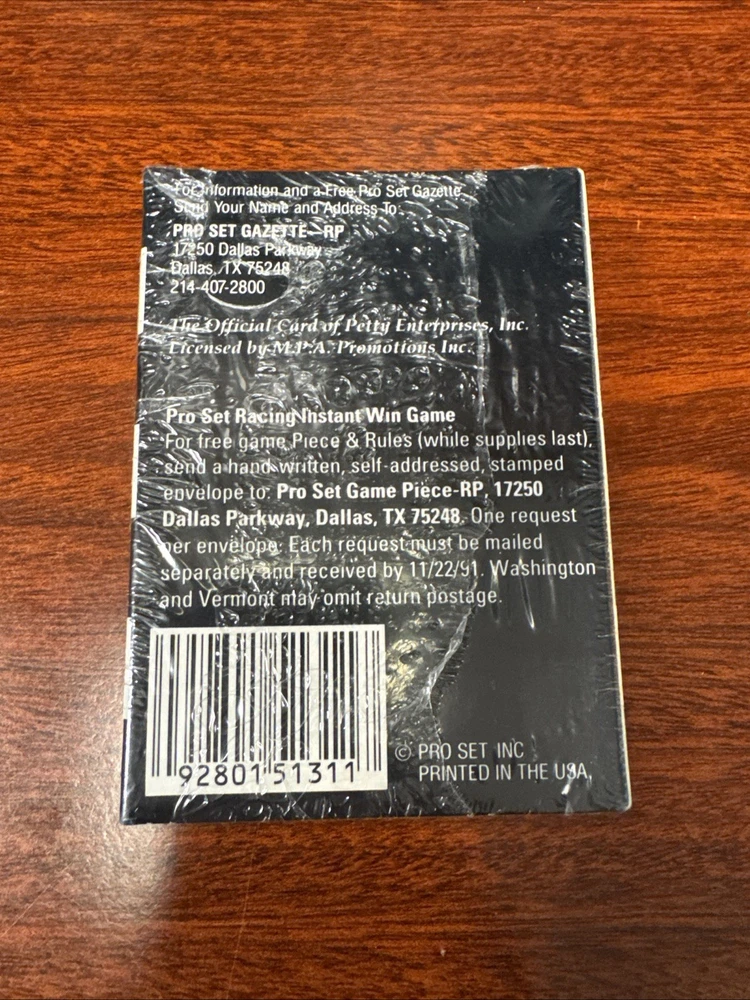 For Information and a Free Pro Set Gazette
Send Your Name and Address To:
PRO SET GAZETTE—RP
17250 Dallas Parkway
Dallas, TX 75248
214-407-2800
The Official Card of Petty Enterprises, Inc.
Licensed by M.P.A. Promotions Inc.
Pro Set Racing Instant Win Game
For free game Piece & Rules (while supplies last),
send a hand-written, self-addressed, stamped
envelope to: Pro Set Game Piece-RP, 17250
Dallas Parkway, Dallas, TX 75248. One request
per envelope: Each request must be mailed
separately and received by 11/22/91. Washington
and Vermont may omit return postage.
92801 51311
© PRO SET INC
PRINTED IN THE USA.